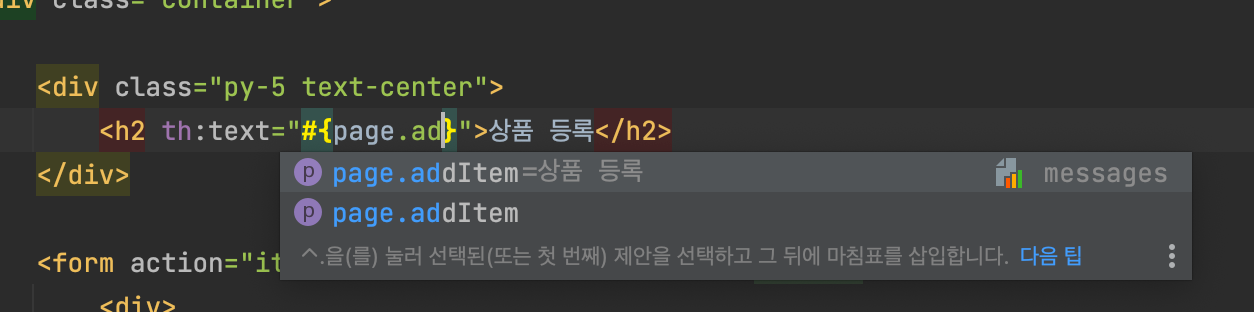 div class="container">
<div class="py-5 text-center">
<h2 th:text="#{page.ad}">상품 등록</h2>
p page.addItem=상품 등록 messages
</div>
p page.addItem
^.을(를) 눌러 선택된(또는 첫 번째) 제안을 선택하고 그 뒤에 마침표를 삽입합니다. 다음 팁
<form action="it
<div>